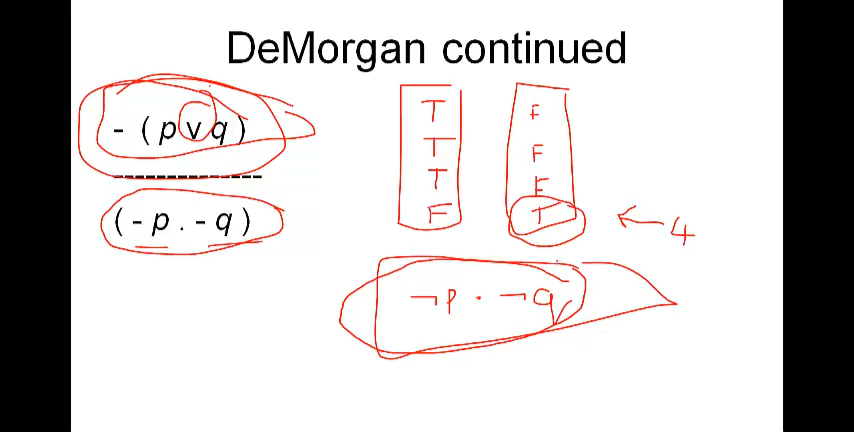 DeMorgan continued
- ( p v q )
---------------
( - p . - q )
T F
T F
T F
F T ← 4
¬p · ¬q